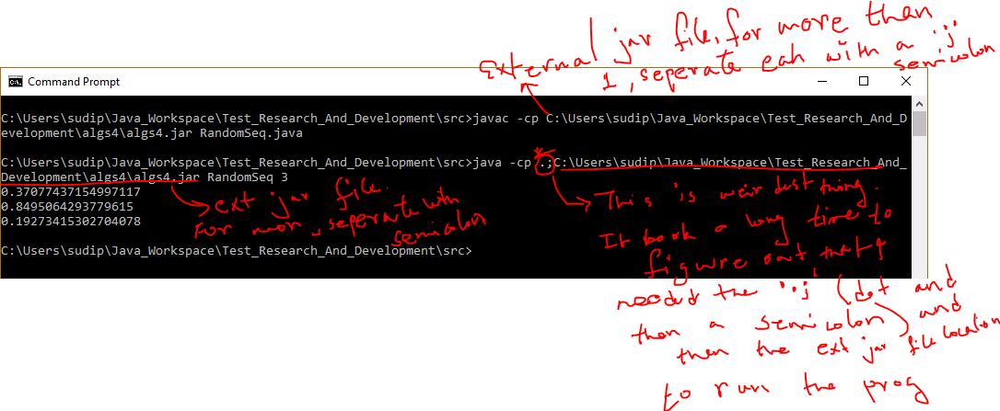 External jar file, for more than
1, seperate eah with a ';'
semicolon
Command Prompt
C:\Users\sudip\Java_Workspace\Test_Research_And_Development\src>javac -cp C:\Users\sudip\Java_Workspace\Test_Research_And_D
evelopment\algs4\algs4.jar RandomSeq.java
C:\Users\sudip\Java_Workspace\Test_Research_And_Development\src>java -cp .;C:\Users\sudip\Java_Workspace\Test_Research_And_
Development\algs4\algs4.jar RandomSeq 3
0.37077437154997117
0.8495064293779615
0.19273415302704078
C:\Users\sudip\Java_Workspace\Test_Research_And_Development\src>
ext jar file.
For mor, seperate with
semicolon
This is weirdest thing.
It took a long time to
figure out, that I
needed the '.;' (dot and
then a semicolon) and
then the ext jar file location
to run the prog